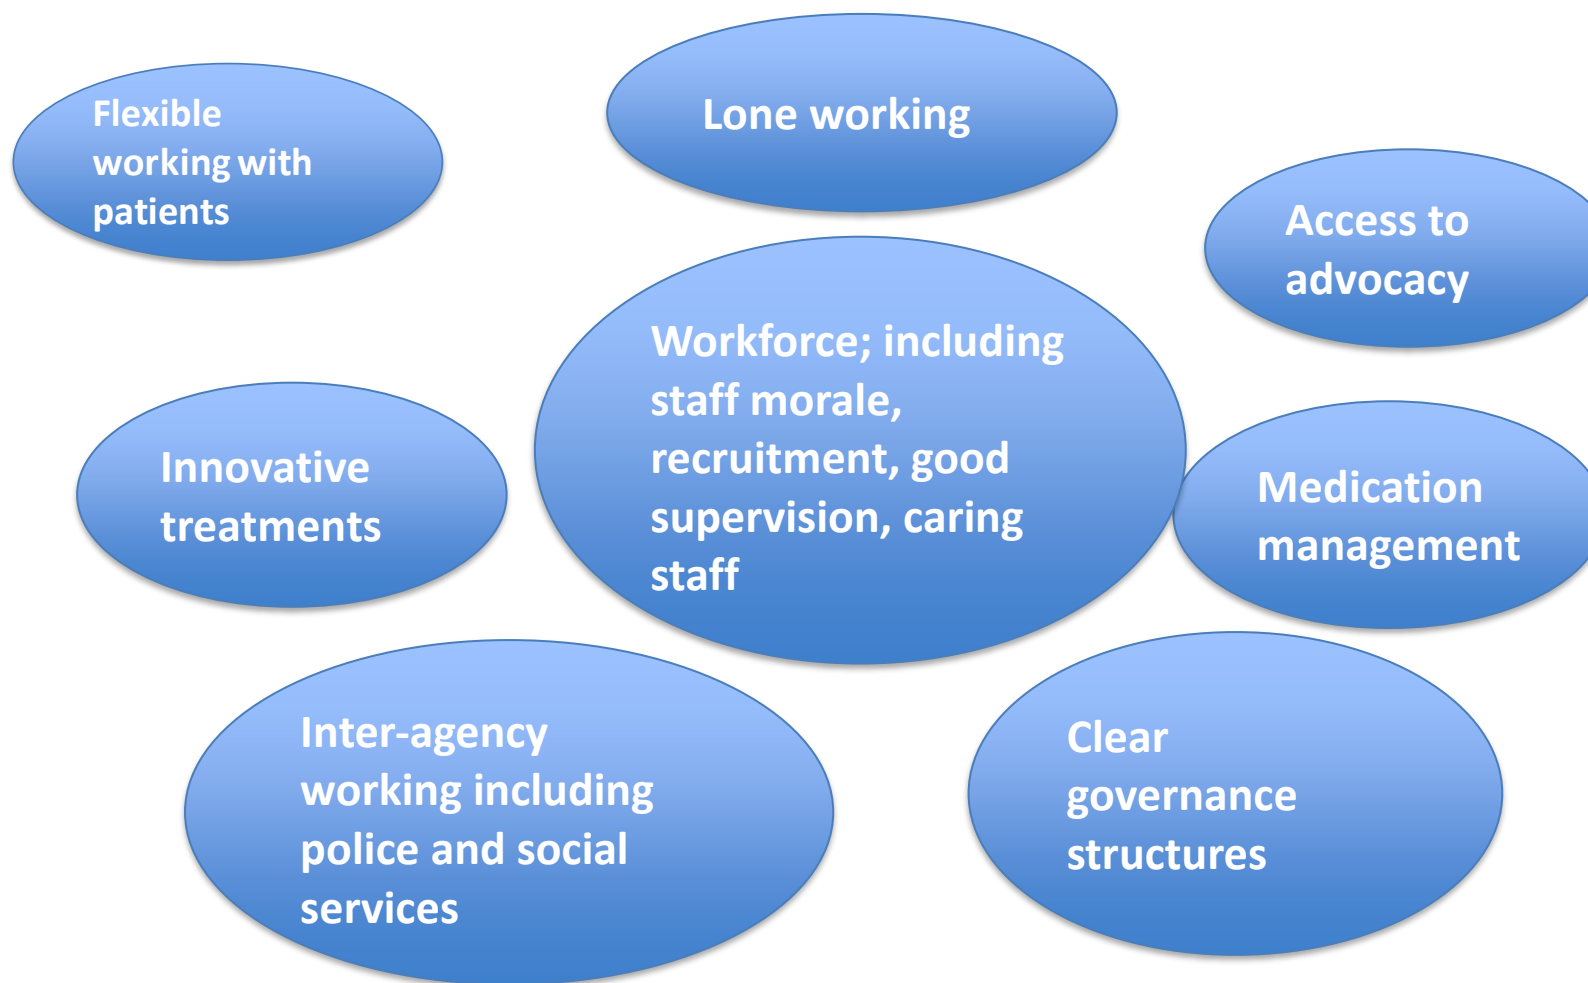 Flexible
working with
patients
Lone working
Access to
advocacy
Workforce; including
staff morale,
recruitment, good
supervision, caring
staff
Innovative
treatments
Medication
management
Inter-agency
working including
police and social
services
Clear
governance
structures